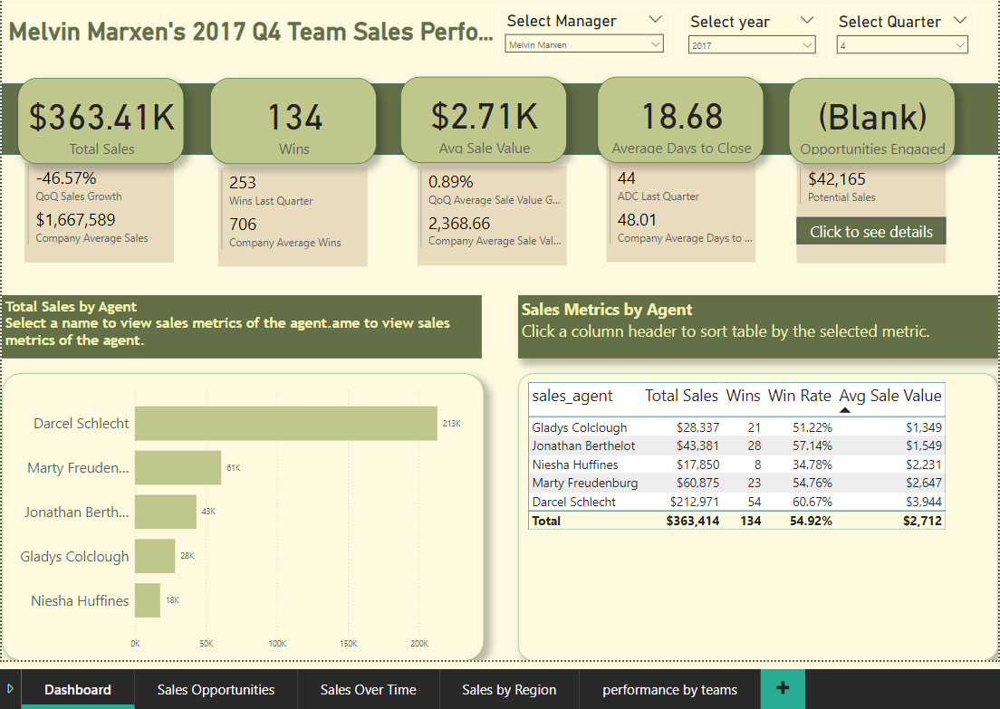 Melvin Marxen's 2017 Q4 Team Sales Perfo...
Select Manager
Melvin Marxen
Select year
2017
Select Quarter
4
$363.41K
Total Sales
134
Wins
$2.71K
Avg Sale Value
18.68
Average Days to Close
(Blank)
Opportunities Engaged
-46.57%
QoQ Sales Growth
$1,667,589
Company Average Sales
253
Wins Last Quarter
706
Company Average Wins
0.89%
QoQ Average Sale Value G...
2,368.66
Company Average Sale Val...
44
ADC Last Quarter
48.01
Company Average Days to ...
$42,165
Potential Sales
Click to see details
Total Sales by Agent
Select a name to view sales metrics of the agent.ame to view sales
metrics of the agent.
Darcel Schlecht 213K
Marty Freuden... 61K
Jonathan Berth... 43K
Gladys Colclough 28K
Niesha Huffines 18K
0K 50K 100K 150K 200K
Sales Metrics by Agent
Click a column header to sort table by the selected metric.
sales_agent Total Sales Wins Win Rate Avg Sale Value
Gladys Colclough $28,337 21 51.22% $1,349
Jonathan Berthelot $43,381 28 57.14% $1,549
Niesha Huffines $17,850 8 34.78% $2,231
Marty Freudenburg $60,875 23 54.76% $2,647
Darcel Schlecht $212,971 54 60.67% $3,944
Total $363,414 134 54.92% $2,712
Dashboard Sales Opportunities Sales Over Time Sales by Region performance by teams +